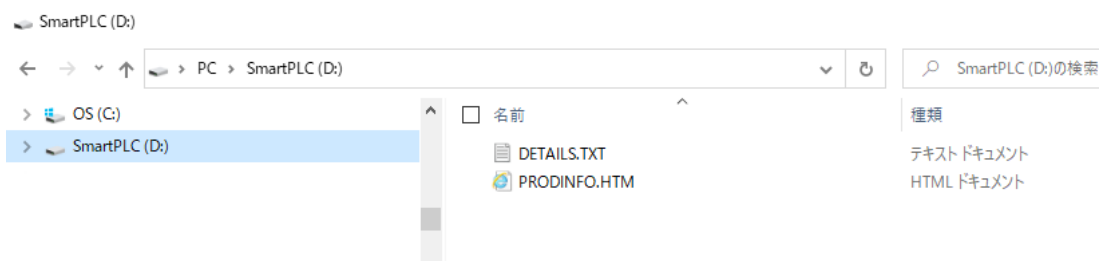 SmartPLC (D:)
PC > SmartPLC (D:)
SmartPLC (D:)の検索
OS (C:)
SmartPLC (D:)
名前
種類
DETAILS.TXT
テキスト ドキュメント
PRODINFO.HTM
HTML ドキュメント